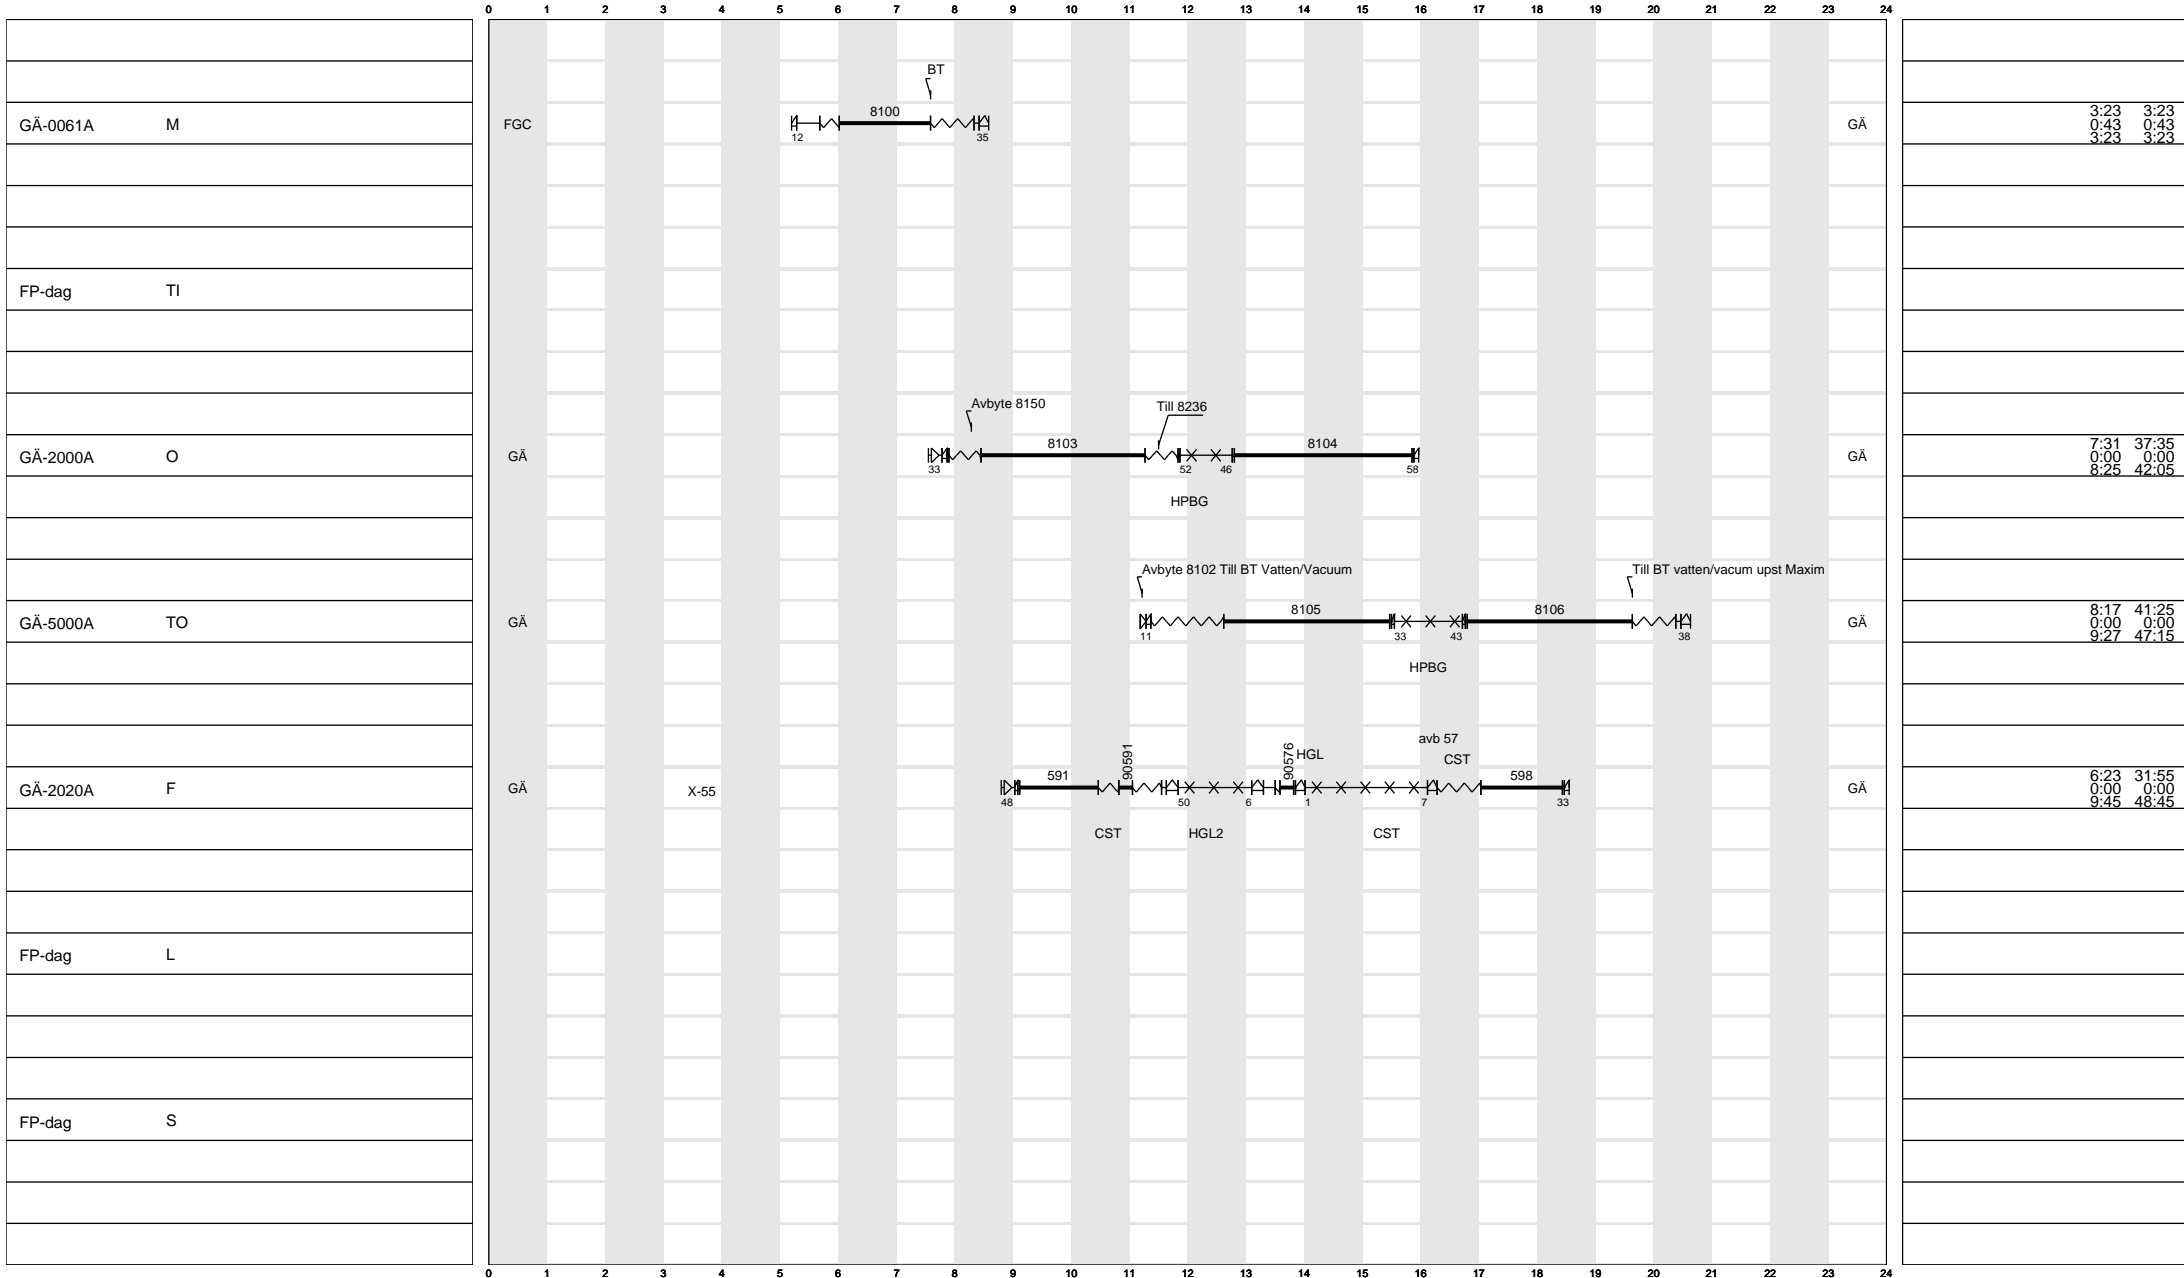 0 1 2 3 4 5 6 7 8 9 10 11 12 13 14 15 16 17 18 19 20 21 22 23 24
BT
8100
GÄ-0061A M FGC GÄ
12 35
3:23 3:23
0:43 0:43
3:23 3:23
FP-dag TI
Avbyte 8150 Till 8236
8103 8104
GÄ-2000A O GÄ GÄ
33 52 46 58
7:31 37:35
0:00 0:00
8:25 42:05
HPBG
Avbyte 8102 Till BT Vatten/Vacuum Till BT vatten/vacum upst Maxim
8105 8106
GÄ-5000A TO GÄ GÄ
11 33 43 38
8:17 41:25
0:00 0:00
9:27 47:15
HPBG
avb 57
90591 90576 HGL CST
591 598
GÄ-2020A F GÄ X-55 GÄ
48 50 6 1 7 33
6:23 31:55
0:00 0:00
9:45 48:45
CST HGL2 CST
FP-dag L
FP-dag S
0 1 2 3 4 5 6 7 8 9 10 11 12 13 14 15 16 17 18 19 20 21 22 23 24